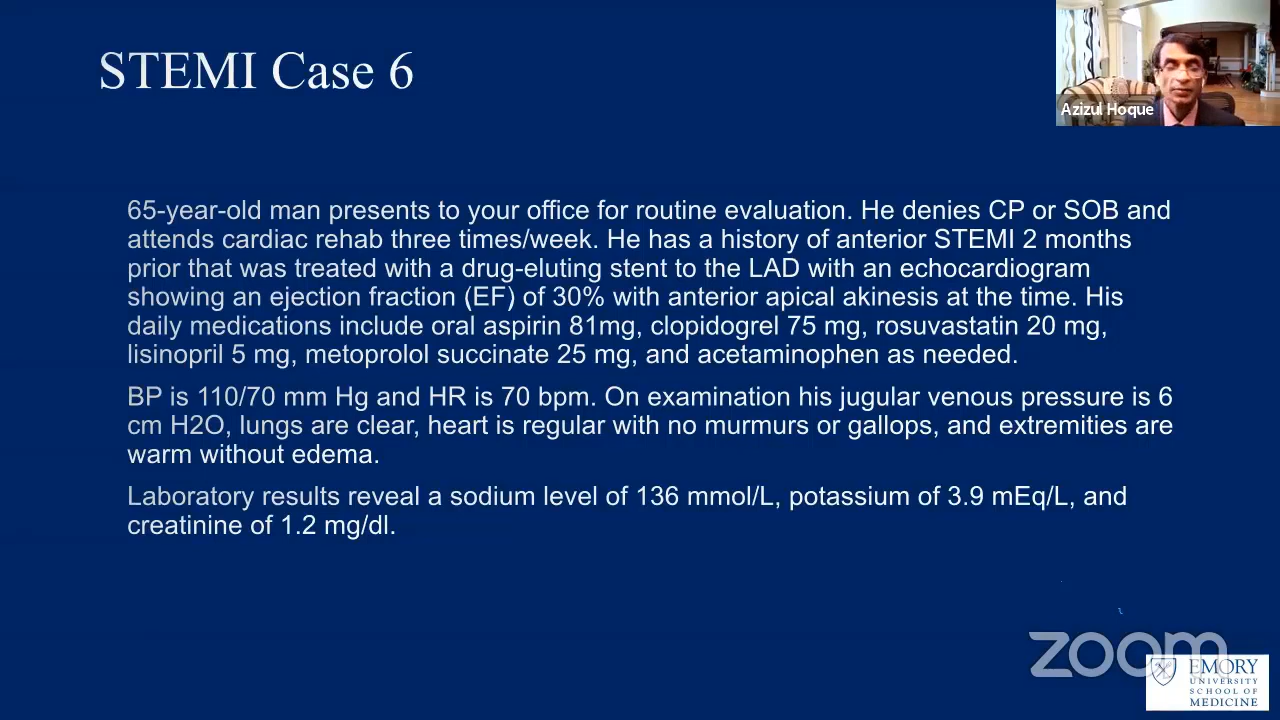 STEMI Case 6
Azizul Hoque
65-year-old man presents to your office for routine evaluation. He denies CP or SOB and
attends cardiac rehab three times/week. He has a history of anterior STEMI 2 months
prior that was treated with a drug-eluting stent to the LAD with an echocardiogram
showing an ejection fraction (EF) of 30% with anterior apical akinesis at the time. His
daily medications include oral aspirin 81mg, clopidogrel 75 mg, rosuvastatin 20 mg,
lisinopril 5 mg, metoprolol succinate 25 mg, and acetaminophen as needed.
BP is 110/70 mm Hg and HR is 70 bpm. On examination his jugular venous pressure is 6
cm H2O, lungs are clear, heart is regular with no murmurs or gallops, and extremities are
warm without edema.
Laboratory results reveal a sodium level of 136 mmol/L, potassium of 3.9 mEq/L, and
creatinine of 1.2 mg/dl.
zoom
EMORY
UNIVERSITY
SCHOOL OF
MEDICINE